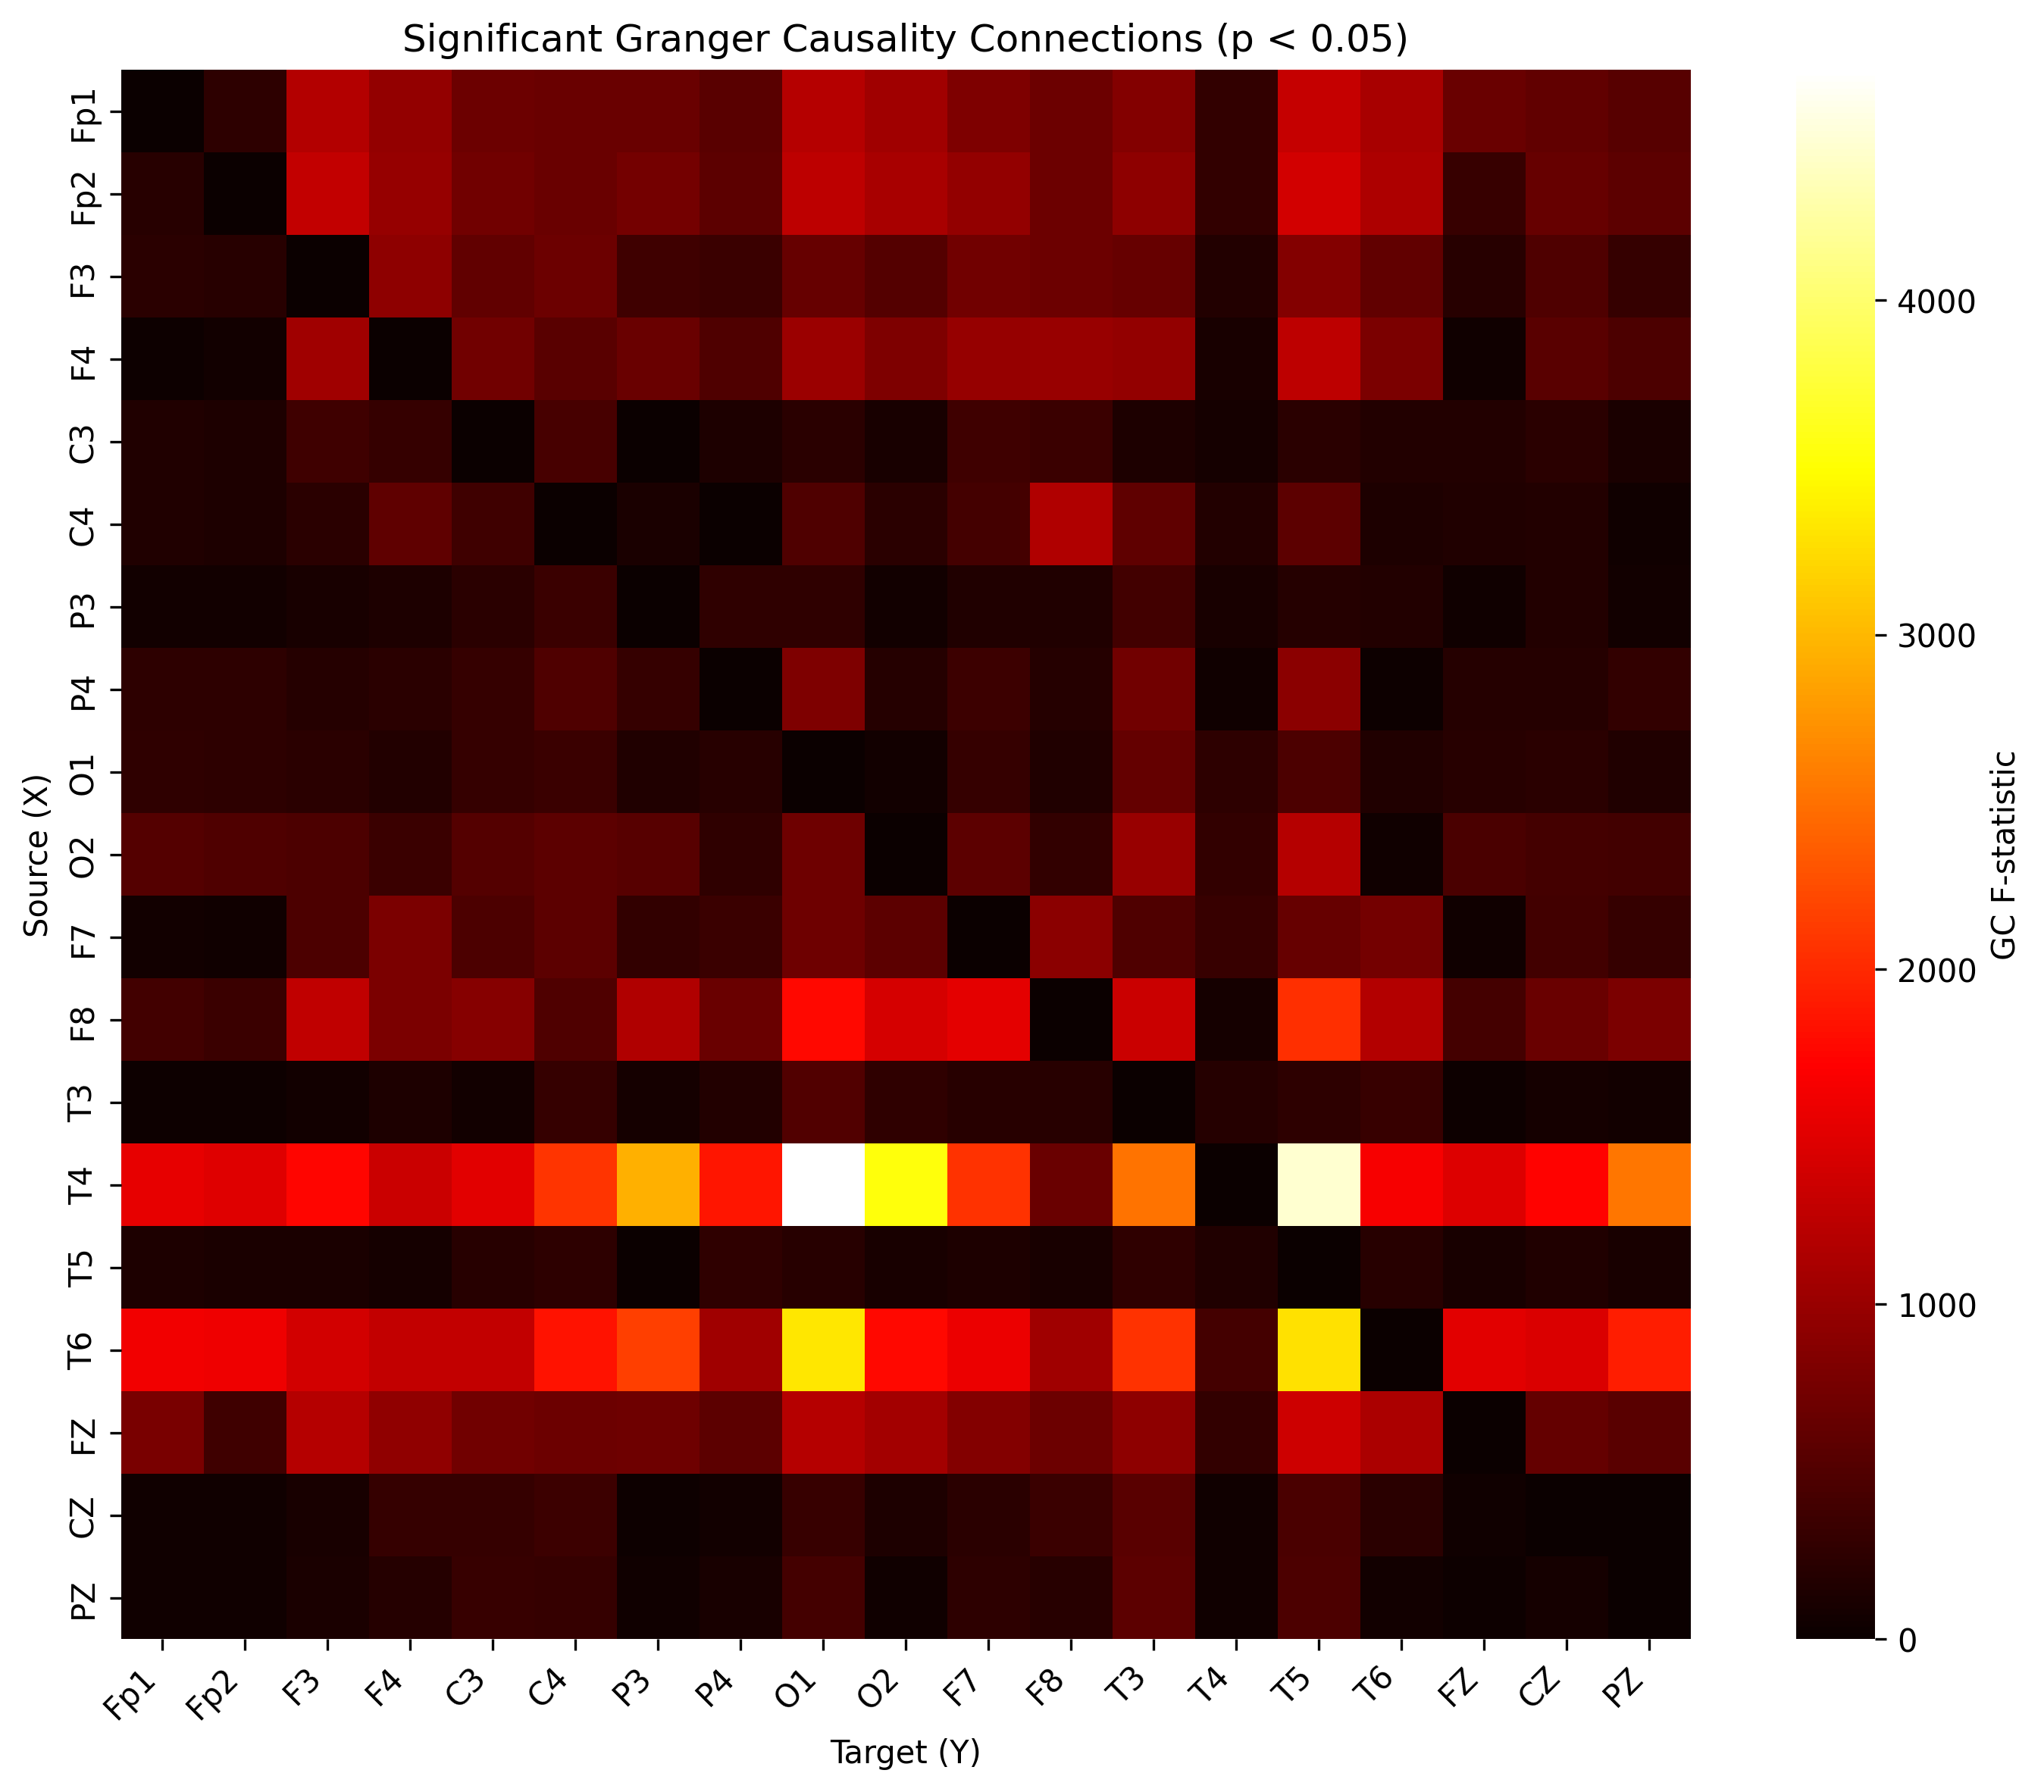 Significant Granger Causality Connections (p < 0.05)
Source (X)
Fp1
Fp2
F3
F4
C3
C4
P3
P4
O1
O2
F7
F8
T3
T4
T5
T6
FZ
CZ
PZ
Fp1 Fp2 F3 F4 C3 C4 P3 P4 O1 O2 F7 F8 T3 T4 T5 T6 FZ CZ PZ
Target (Y)
4000
3000
2000
1000
0
GC F-statistic